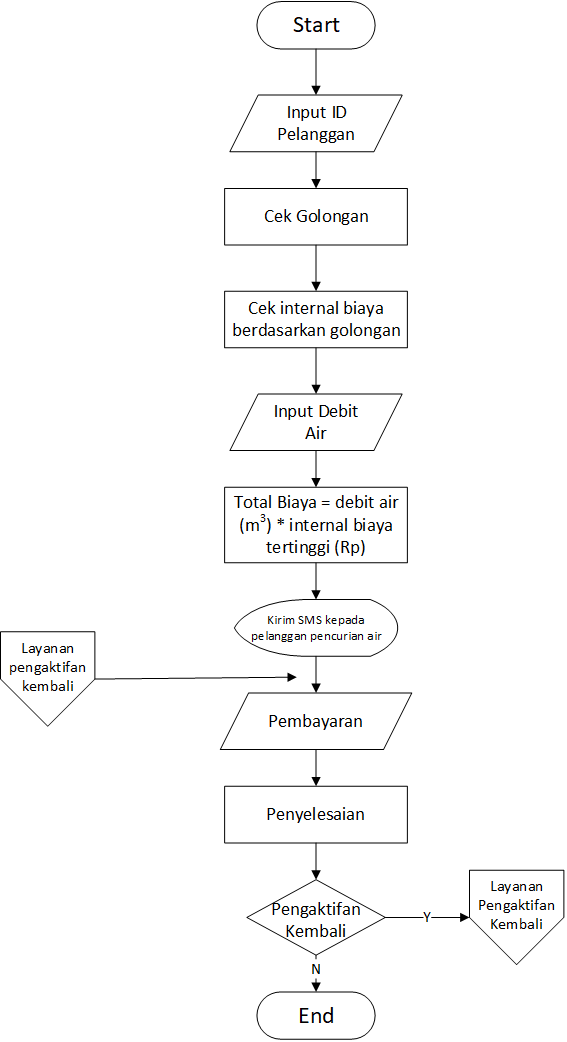 Start
Input ID
Pelanggan
Cek Golongan
Cek internal biaya
berdasarkan golongan
Input Debit
Air
Total Biaya = debit air
(m³) * internal biaya
tertinggi (Rp)
Kirim SMS kepada
pelanggan pencurian air
Layanan
pengaktifan
kembali
Pembayaran
Penyelesaian
Pengaktifan
Kembali
Y
Layanan
Pengaktifan
Kembali
N
End